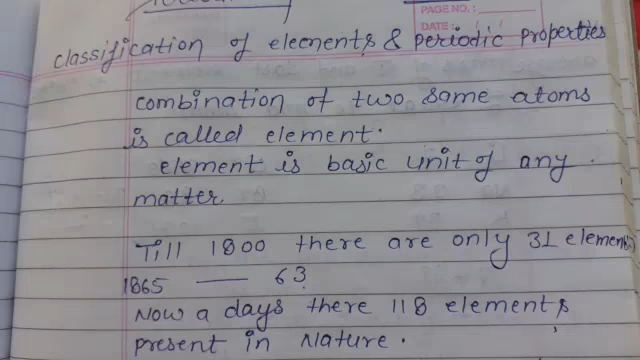 PAGE NO.:
DATE:
classification of elements & periodic properties
combination of two same atoms
is called element.
element is basic unit of any
matter.
Till 1800 there are only 31 element
1865 — 63
Now a days there 118 elements
present in Nature.